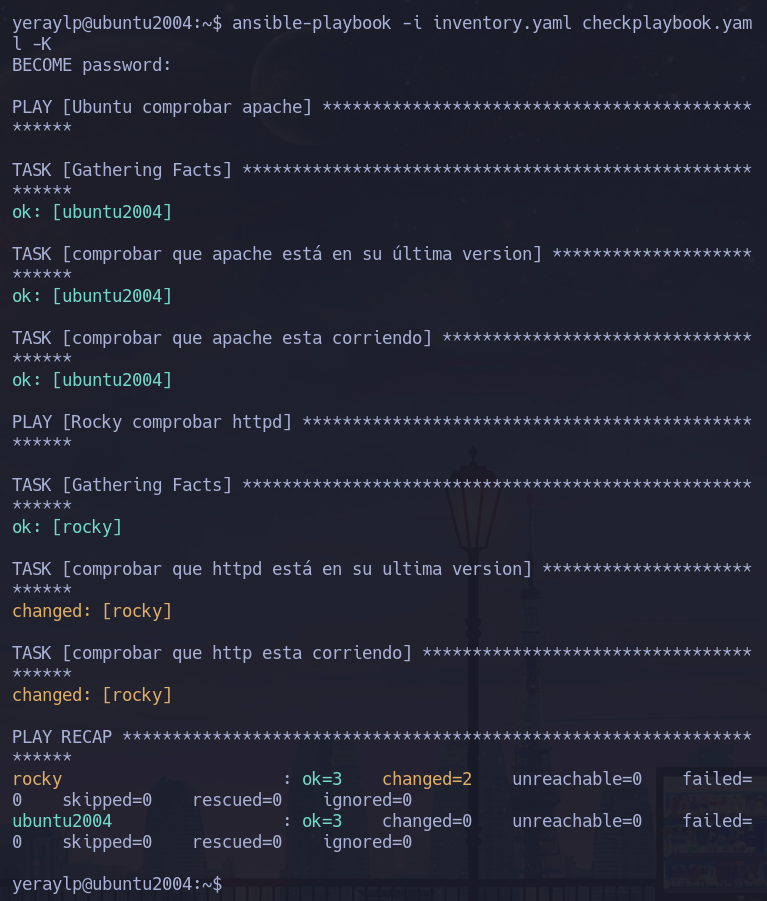 yeraylp@ubuntu2004:~$ ansible-playbook -i inventory.yaml checkplaybook.yam
l -K
BECOME password:
PLAY [Ubuntu comprobar apache] *******************************************
******
TASK [Gathering Facts] ***************************************************
******
ok: [ubuntu2004]
TASK [comprobar que apache está en su última version] ********************
******
ok: [ubuntu2004]
TASK [comprobar que apache esta corriendo] *******************************
******
ok: [ubuntu2004]
PLAY [Rocky comprobar httpd] *********************************************
******
TASK [Gathering Facts] ***************************************************
******
ok: [rocky]
TASK [comprobar que httpd está en su ultima version] *********************
******
changed: [rocky]
TASK [comprobar que http esta corriendo] *********************************
******
changed: [rocky]
PLAY RECAP ***************************************************************
******
rocky                      : ok=3    changed=2    unreachable=0    failed=
0    skipped=0    rescued=0    ignored=0
ubuntu2004                 : ok=3    changed=0    unreachable=0    failed=
0    skipped=0    rescued=0    ignored=0
yeraylp@ubuntu2004:~$